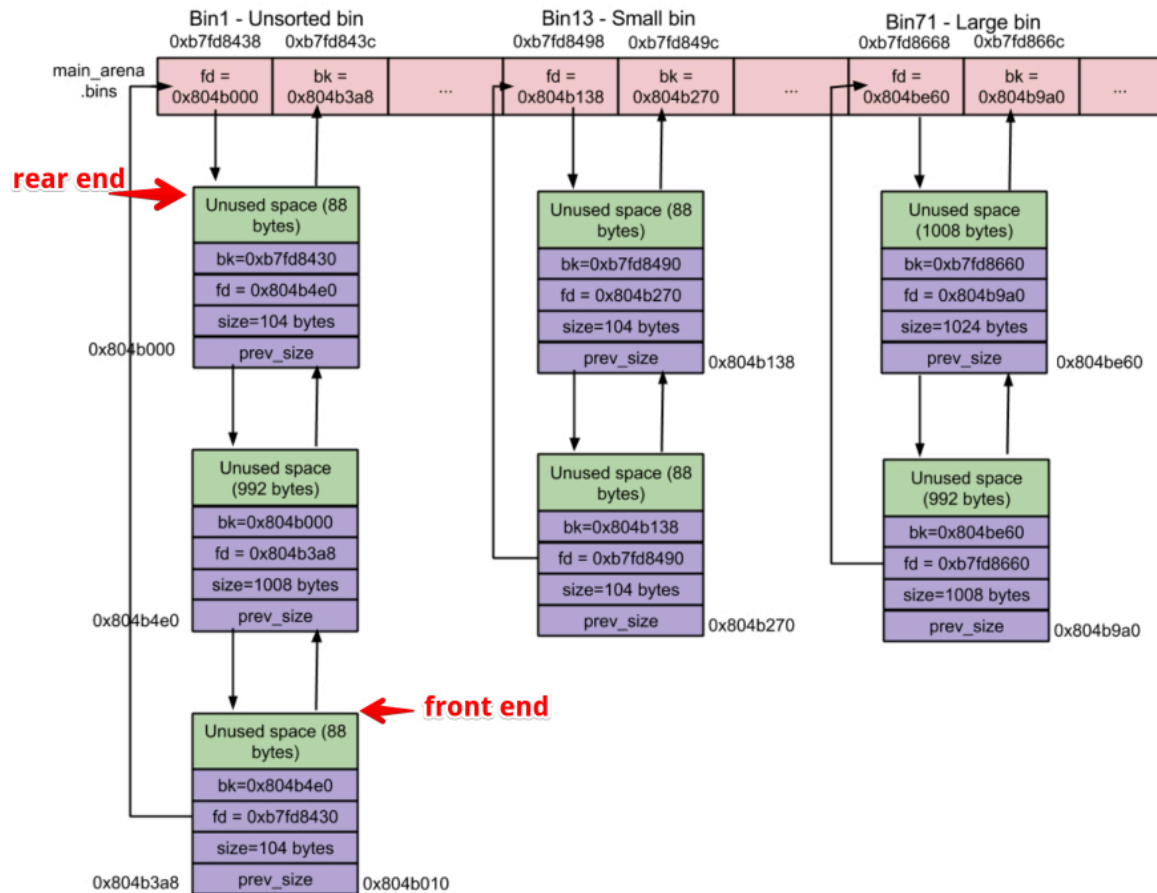 Bin1 - Unsorted bin
0xb7fd8438
0xb7fd843c
Bin13 - Small bin
0xb7fd8498
0xb7fd849c
Bin71 - Large bin
0xb7fd8668
0xb7fd866c
main_arena
.bins
fd =
0x804b000
bk =
0x804b3a8
...
fd =
0x804b138
bk =
0x804b270
...
fd =
0x804be60
bk =
0x804b9a0
...
rear end
Unused space (88
bytes)
bk=0xb7fd8430
fd = 0x804b4e0
size=104 bytes
prev_size
0x804b000
Unused space
(992 bytes)
bk=0x804b000
fd = 0x804b3a8
size=1008 bytes
prev_size
0x804b4e0
front end
Unused space (88
bytes)
bk=0x804b4e0
fd = 0xb7fd8430
size=104 bytes
prev_size
0x804b3a8
0x804b010
Unused space (88
bytes)
bk=0xb7fd8490
fd = 0x804b270
size=104 bytes
prev_size
0x804b138
Unused space (88
bytes)
bk=0x804b138
fd = 0xb7fd8490
size=104 bytes
prev_size
0x804b270
Unused space
(1008 bytes)
bk=0xb7fd8660
fd = 0x804b9a0
size=1024 bytes
prev_size
0x804be60
Unused space
(992 bytes)
bk=0x804be60
fd = 0xb7fd8660
size=1008 bytes
prev_size
0x804b9a0